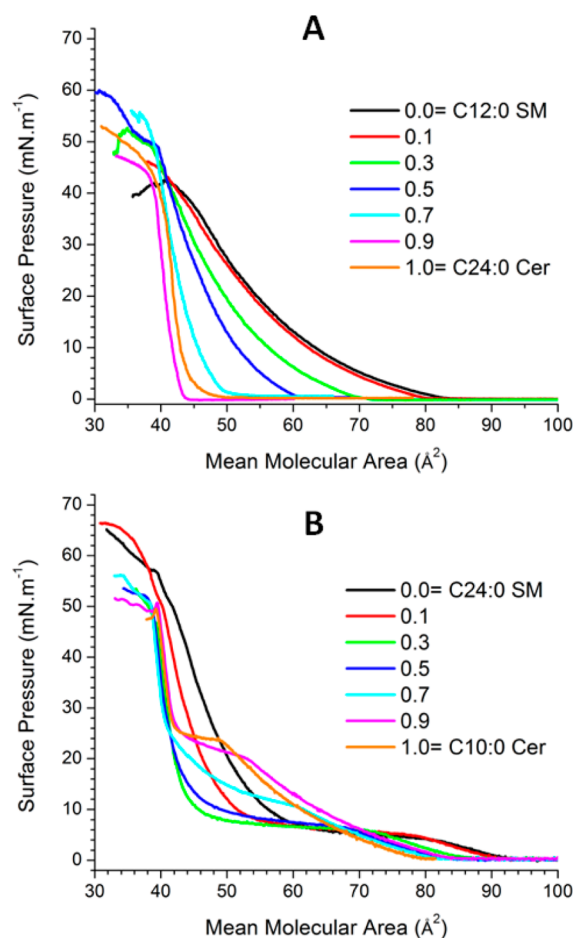 A
70
60
50
40
30
20
10
0
Surface Pressure (mN.m-1)
0.0= C12:0 SM
0.1
0.3
0.5
0.7
0.9
1.0= C24:0 Cer
30 40 50 60 70 80 90 100
Mean Molecular Area (Å²)
B
70
60
50
40
30
20
10
0
Surface Pressure (mN.m-1)
0.0= C24:0 SM
0.1
0.3
0.5
0.7
0.9
1.0= C10:0 Cer
30 40 50 60 70 80 90 100
Mean Molecular Area (Å²)